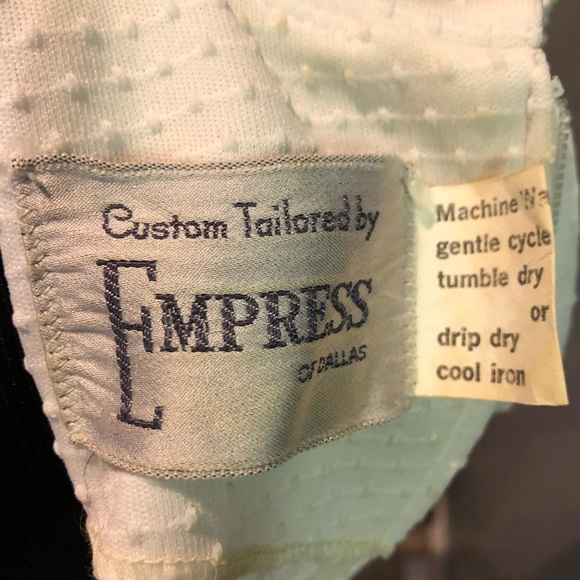 Custom Tailored by
EMPRESS
OF DALLAS
Machine Wa
gentle cycle
tumble dry
or
drip dry
cool iron